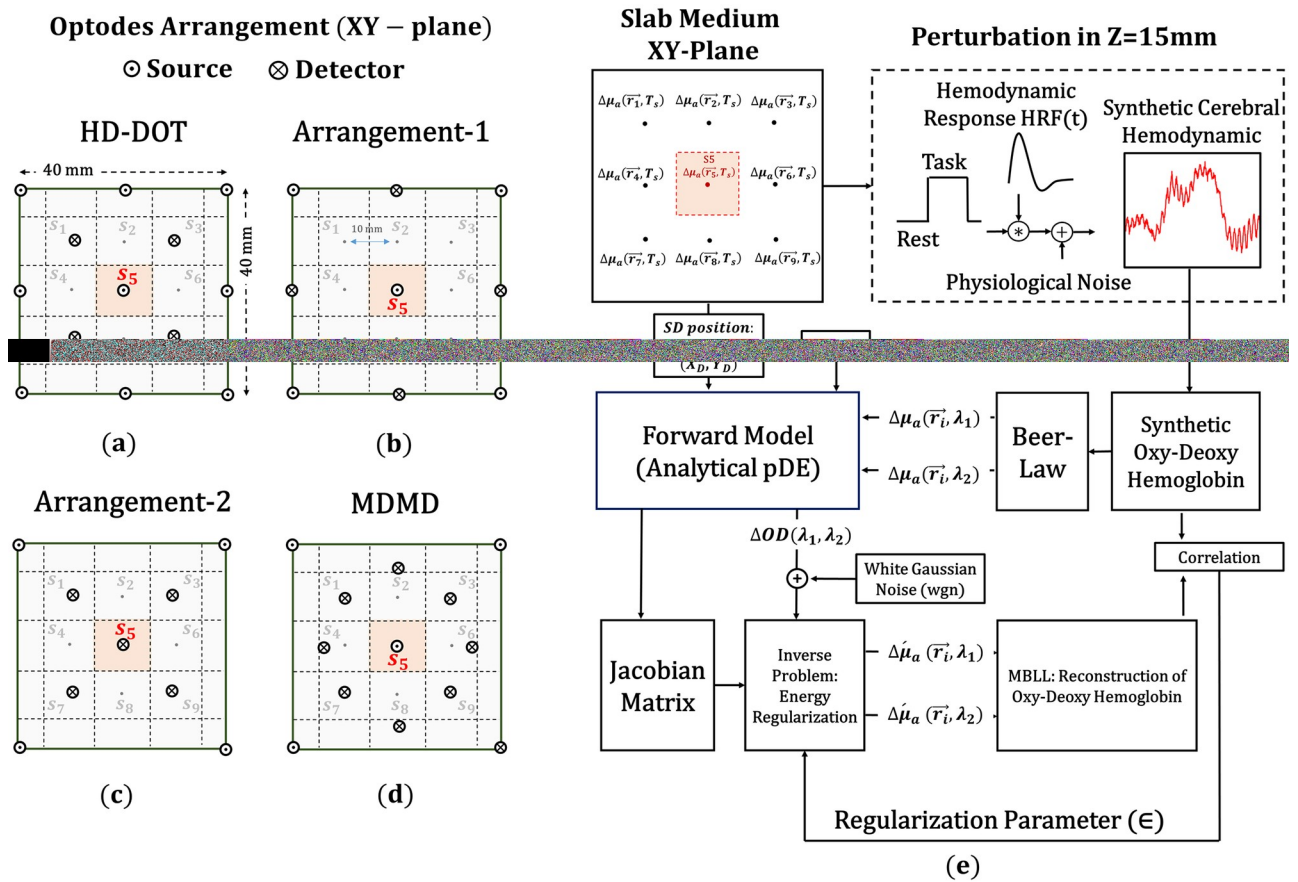 Optodes Arrangement (XY − plane)
⊙ Source ⊗ Detector
HD-DOT
40 mm
40 mm
S1 S2 S3
S4 S5 S6
(a)
Arrangement-1
S1 S2 S3
10 mm
S4 S5 S6
(b)
Arrangement-2
S1 S2 S3
S4 S5 S6
S7 S8 S9
(c)
MDMD
S1 S2 S3
S4 S5 S6
S7 S8 S9
(d)
Slab Medium
XY-Plane
Δμₐ(r₁⃗, Tₛ) Δμₐ(r₂⃗, Tₛ) Δμₐ(r₃⃗, Tₛ)
S5
Δμₐ(r₄⃗, Tₛ) Δμₐ(r₅⃗, Tₛ) Δμₐ(r₆⃗, Tₛ)
Δμₐ(r₇⃗, Tₛ) Δμₐ(r₈⃗, Tₛ) Δμₐ(r₉⃗, Tₛ)
Perturbation in Z=15mm
Hemodynamic
Response HRF(t)
Task
Rest
Physiological Noise
Synthetic Cerebral
Hemodynamic
SD position:
(X_D, Y_D)
Forward Model
(Analytical pDE)
Δμₐ(rᵢ⃗, λ₁)
Δμₐ(rᵢ⃗, λ₂)
Beer-
Law
Synthetic
Oxy-Deoxy
Hemoglobin
ΔOD(λ₁, λ₂)
White Gaussian
Noise (wgn)
Correlation
Jacobian
Matrix
Inverse
Problem:
Energy
Regularization
Δμ́ₐ (rᵢ⃗, λ₁)
Δμ́ₐ (rᵢ⃗, λ₂)
MBLL: Reconstruction of
Oxy-Deoxy Hemoglobin
Regularization Parameter (∈)
(e)